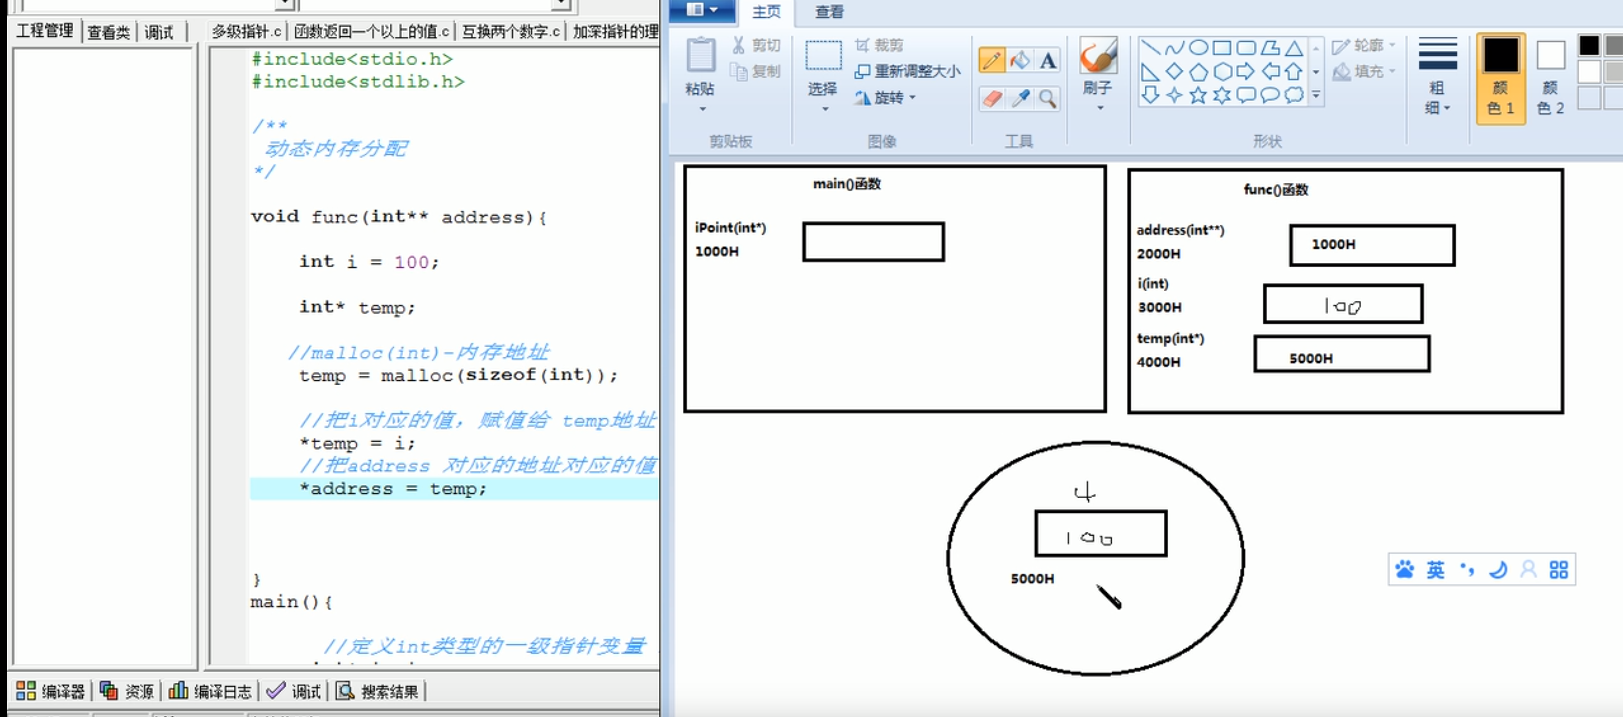 工程管理 查看类 调试
多级指针.c 函数返回一个以上的值.c 互换两个数字.c 加深指针的理
#include<stdio.h>
#include<stdlib.h>
/**
动态内存分配
*/
void func(int** address){
int i = 100;
int* temp;
//malloc(int)-内存地址
temp = malloc(sizeof(int));
//把i对应的值，赋值给 temp地址
*temp = i;
//把address 对应的地址对应的值
*address = temp;
}
main(){
//定义int类型的一级指针变量
编译器 资源 编译日志 调试 搜索结果
主页 查看
粘贴
剪切
复制
剪贴板
选择
裁剪
重新调整大小
旋转
图像
A
工具
刷子
轮廓
填充
形状
粗
细
颜
色 1
颜
色 2
main()函数
iPoint(int*)
1000H
func()函数
address(int**)
2000H
1000H
i(int)
3000H
100
temp(int*)
4000H
5000H
4
100
5000H
英